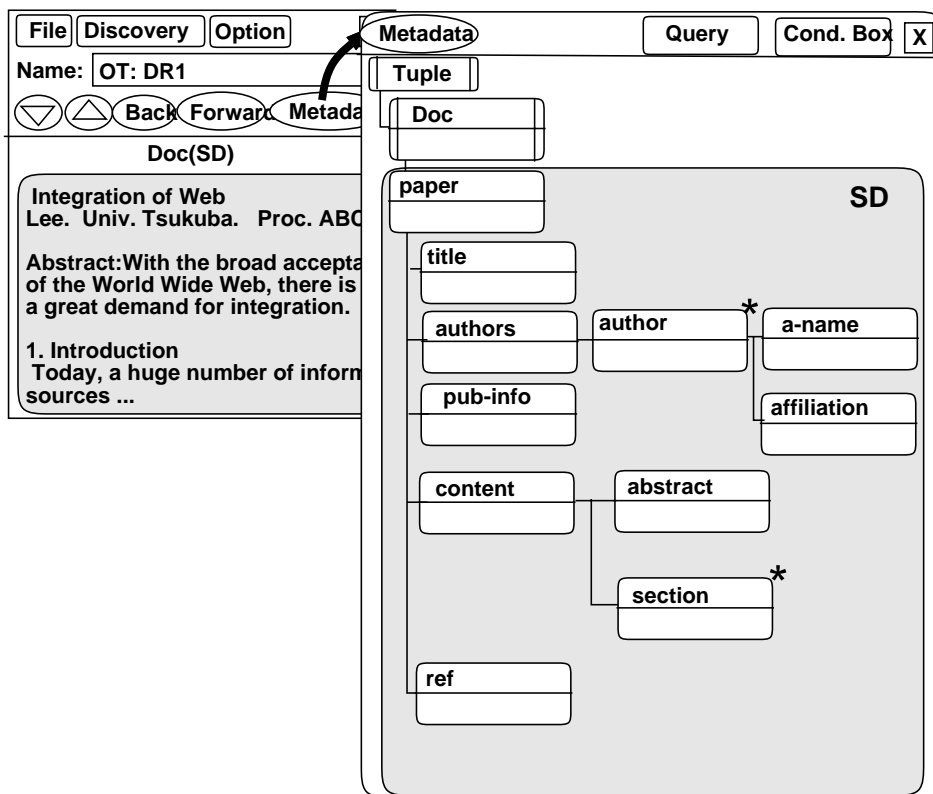 File Discovery Option
Name: OT: DR1
Back Forward Metada
Doc(SD)
Integration of Web
Lee. Univ. Tsukuba. Proc. ABC
Abstract:With the broad accepta
of the World Wide Web, there is
a great demand for integration.
1. Introduction
Today, a huge number of inform
sources ...
Metadata Query Cond. Box X
Tuple
Doc
paper
SD
title
authors
author
*
a-name
pub-info
affiliation
content
abstract
section
*
ref